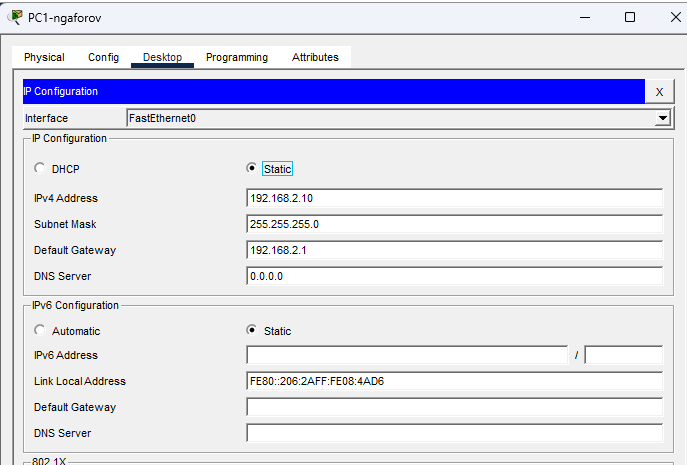 PC1-ngaforov
Physical Config Desktop Programming Attributes
IP Configuration X
Interface FastEthernet0
IP Configuration
DHCP Static
IPv4 Address 192.168.2.10
Subnet Mask 255.255.255.0
Default Gateway 192.168.2.1
DNS Server 0.0.0.0
IPv6 Configuration
Automatic Static
IPv6 Address /
Link Local Address FE80::206:2AFF:FE08:4AD6
Default Gateway
DNS Server
802.1X